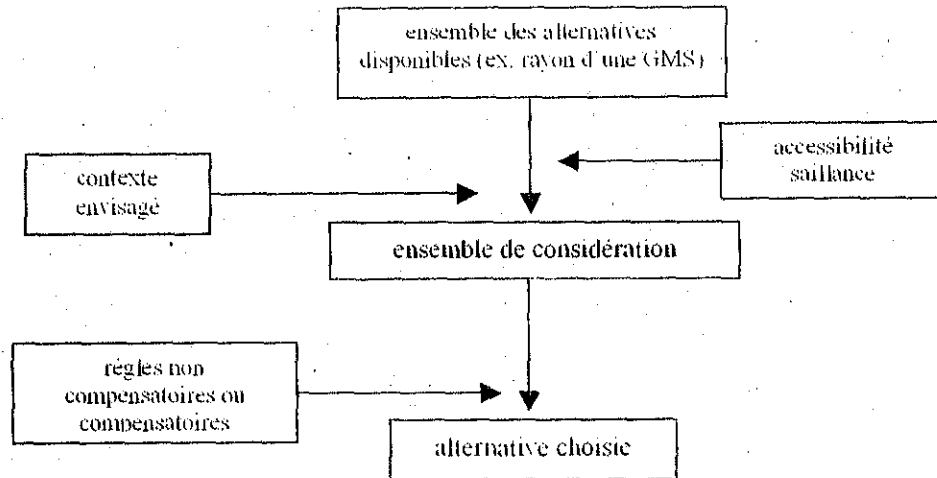 ensemble des alternatives
disponibles (ex. rayon d'une GMS)
accessibilité
saillance
contexte
envisagé
ensemble de considération
règles non
compensatoires ou
compensatoires
alternative choisie